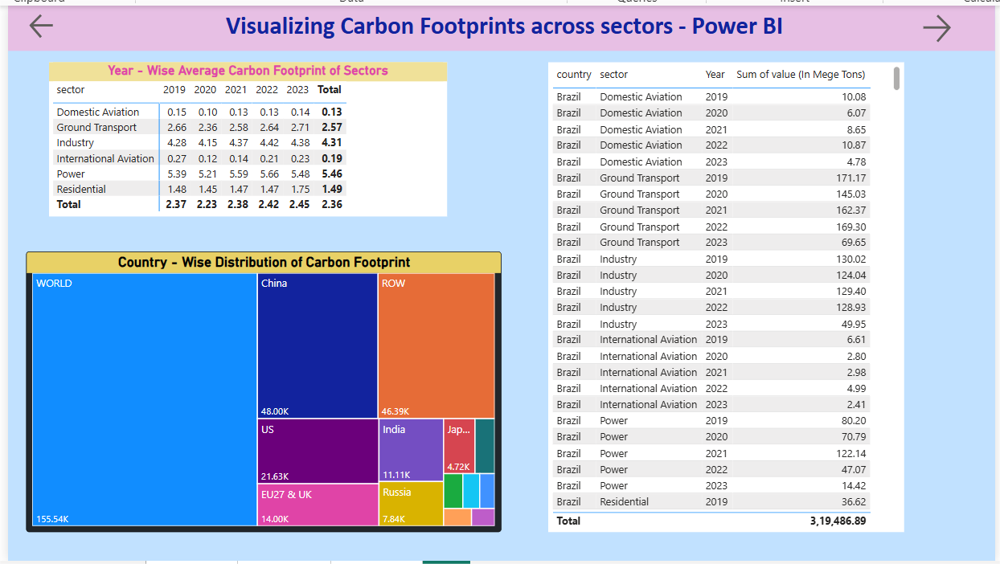 Clipboard Data Queries Insert
Visualizing Carbon Footprints across sectors - Power BI
Year - Wise Average Carbon Footprint of Sectors
sector 2019 2020 2021 2022 2023 Total
Domestic Aviation 0.15 0.10 0.13 0.13 0.14 0.13
Ground Transport 2.66 2.36 2.58 2.64 2.71 2.57
Industry 4.28 4.15 4.37 4.42 4.38 4.31
International Aviation 0.27 0.12 0.14 0.21 0.23 0.19
Power 5.39 5.21 5.59 5.66 5.48 5.46
Residential 1.48 1.45 1.47 1.47 1.75 1.49
Total 2.37 2.23 2.38 2.42 2.45 2.36
Country - Wise Distribution of Carbon Footprint
WORLD
155.54K
China
48.00K
ROW
46.39K
US
21.63K
EU27 & UK
14.00K
India
11.11K
Russia
7.84K
Jap...
4.72K
country sector Year Sum of value (In Mege Tons)
Brazil Domestic Aviation 2019 10.08
Brazil Domestic Aviation 2020 6.07
Brazil Domestic Aviation 2021 8.65
Brazil Domestic Aviation 2022 10.87
Brazil Domestic Aviation 2023 4.78
Brazil Ground Transport 2019 171.17
Brazil Ground Transport 2020 145.03
Brazil Ground Transport 2021 162.37
Brazil Ground Transport 2022 169.30
Brazil Ground Transport 2023 69.65
Brazil Industry 2019 130.02
Brazil Industry 2020 124.04
Brazil Industry 2021 129.40
Brazil Industry 2022 128.93
Brazil Industry 2023 49.95
Brazil International Aviation 2019 6.61
Brazil International Aviation 2020 2.80
Brazil International Aviation 2021 2.98
Brazil International Aviation 2022 4.99
Brazil International Aviation 2023 2.41
Brazil Power 2019 80.20
Brazil Power 2020 70.79
Brazil Power 2021 122.14
Brazil Power 2022 47.07
Brazil Power 2023 14.42
Brazil Residential 2019 36.62
Total 3,19,486.89